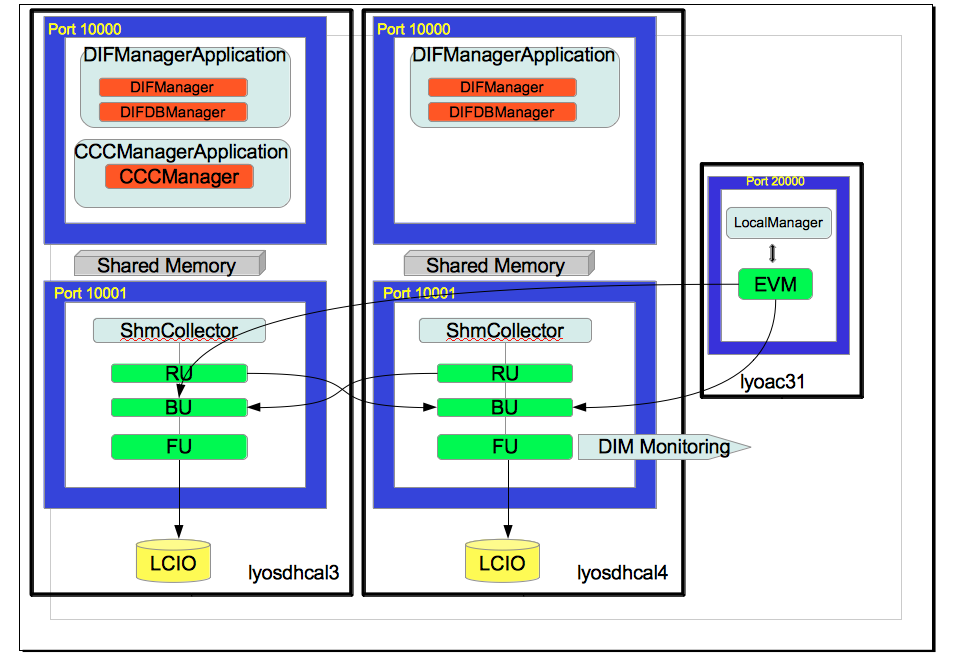 Port 10000
DIFManagerApplication
DIFManager
DIFDBManager
CCCManagerApplication
CCCManager
Shared Memory
Port 10001
ShmCollector
RU
BU
FU
LCIO
lyosdhcal3
Port 10000
DIFManagerApplication
DIFManager
DIFDBManager
Shared Memory
Port 10001
ShmCollector
RU
BU
FU
DIM Monitoring
LCIO
lyosdhcal4
Port 20000
LocalManager
EVM
lyoac31